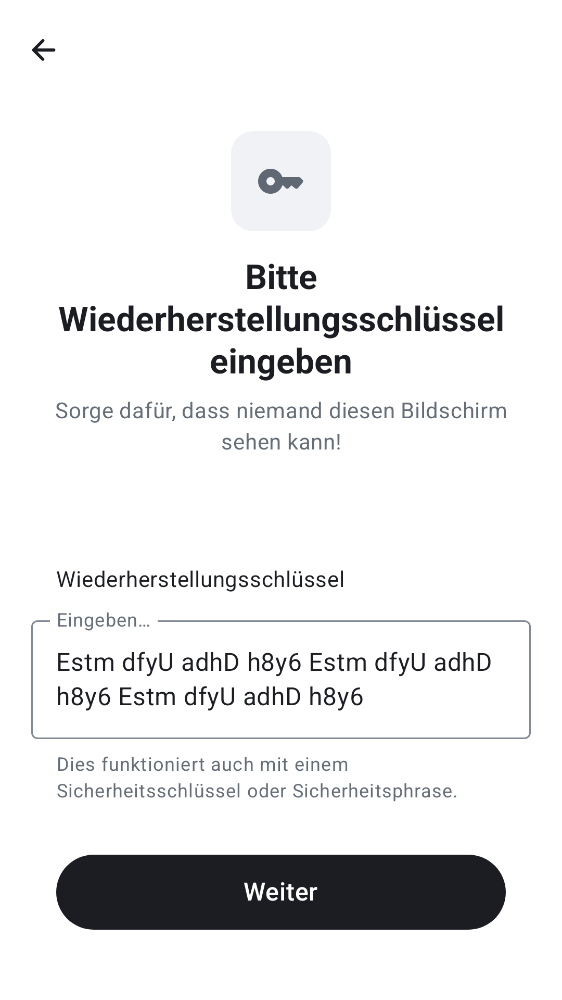 Bitte
Wiederherstellungsschlüssel
eingeben
Sorge dafür, dass niemand diesen Bildschirm
sehen kann!
Wiederherstellungsschlüssel
Eingeben…
Estm dfyU adhD h8y6 Estm dfyU adhD
h8y6 Estm dfyU adhD h8y6
Dies funktioniert auch mit einem
Sicherheitsschlüssel oder Sicherheitsphrase.
Weiter